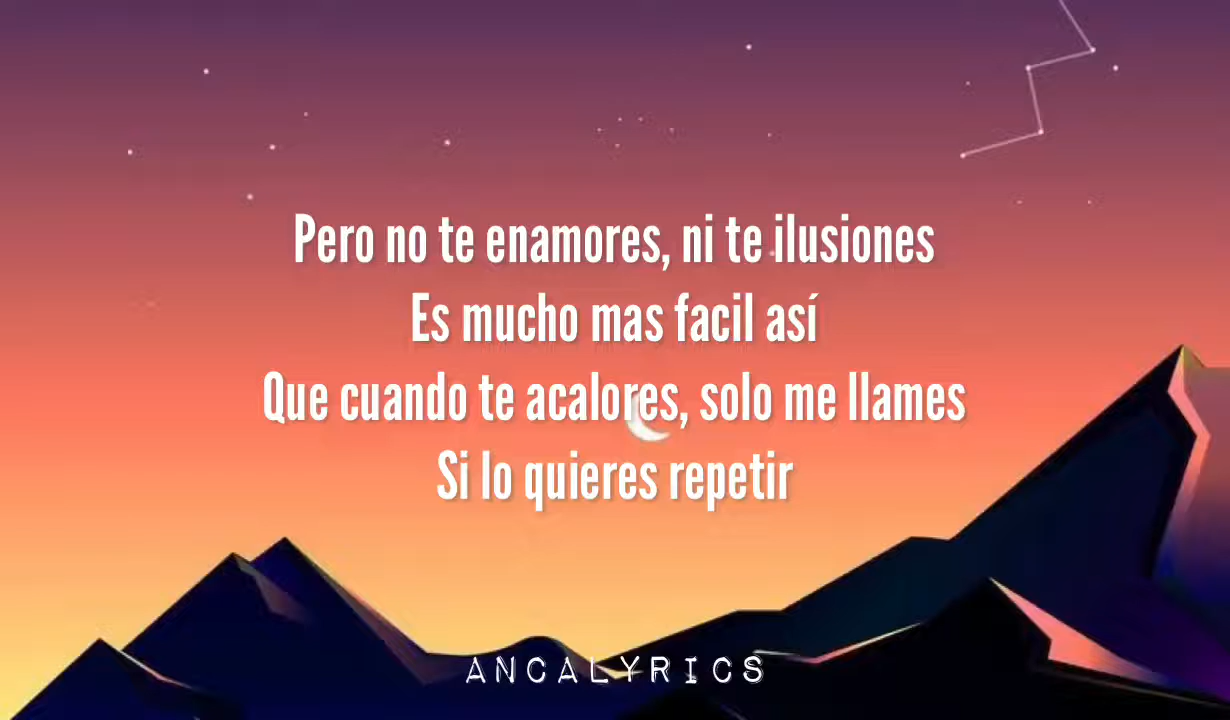 Pero no te enamores, ni te ilusiones
Es mucho mas facil así
Que cuando te acalores, solo me llames
Si lo quieres repetir
ANCALYRICS